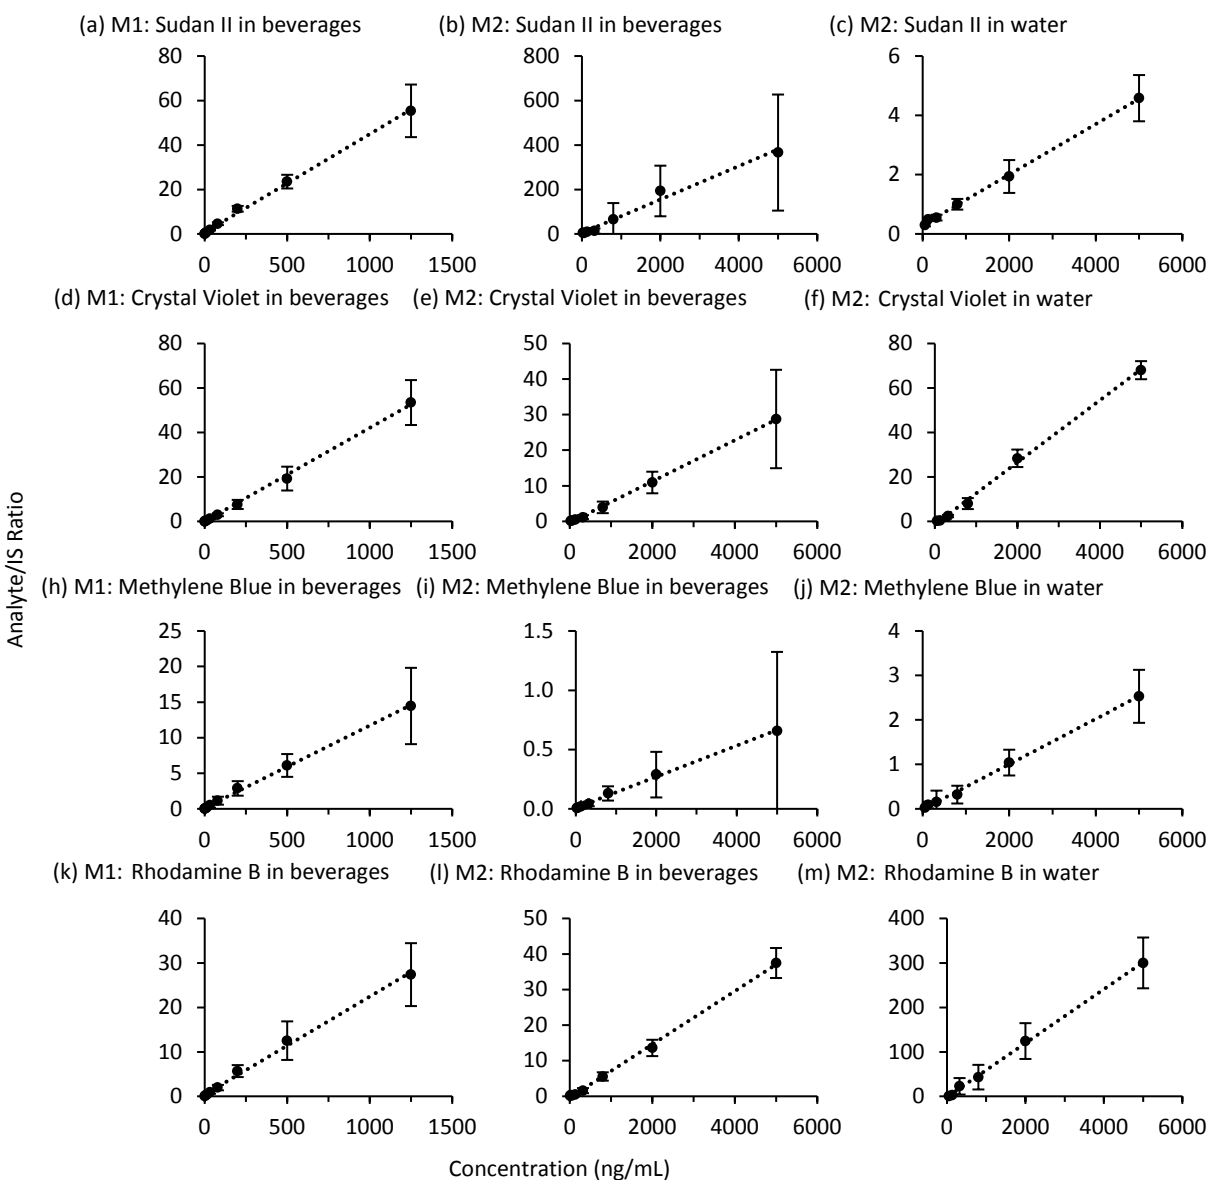 (a) M1: Sudan II in beverages (b) M2: Sudan II in beverages (c) M2: Sudan II in water
80 800 6
60 600
40 400 4
20 200 2
0 0 0
0 500 1000 1500 0 2000 4000 6000 0 2000 4000 6000
(d) M1: Crystal Violet in beverages (e) M2: Crystal Violet in beverages (f) M2: Crystal Violet in water
80 50 80
60 40 60
40 30 40
20 20 20
0 10 0
0
0 500 1000 1500 0 2000 4000 6000 0 2000 4000 6000
Analyte/IS Ratio
(h) M1: Methylene Blue in beverages (i) M2: Methylene Blue in beverages (j) M2: Methylene Blue in water
25 1.5 4
20 1.0 3
15 0.5 2
10 0.0 1
5 0
0
0 500 1000 1500 0 2000 4000 6000 0 2000 4000 6000
(k) M1: Rhodamine B in beverages (l) M2: Rhodamine B in beverages (m) M2: Rhodamine B in water
40 50 400
30 40 300
20 30 200
10 20 100
0 10 0
0
0 500 1000 1500 0 2000 4000 6000 0 2000 4000 6000
Concentration (ng/mL)